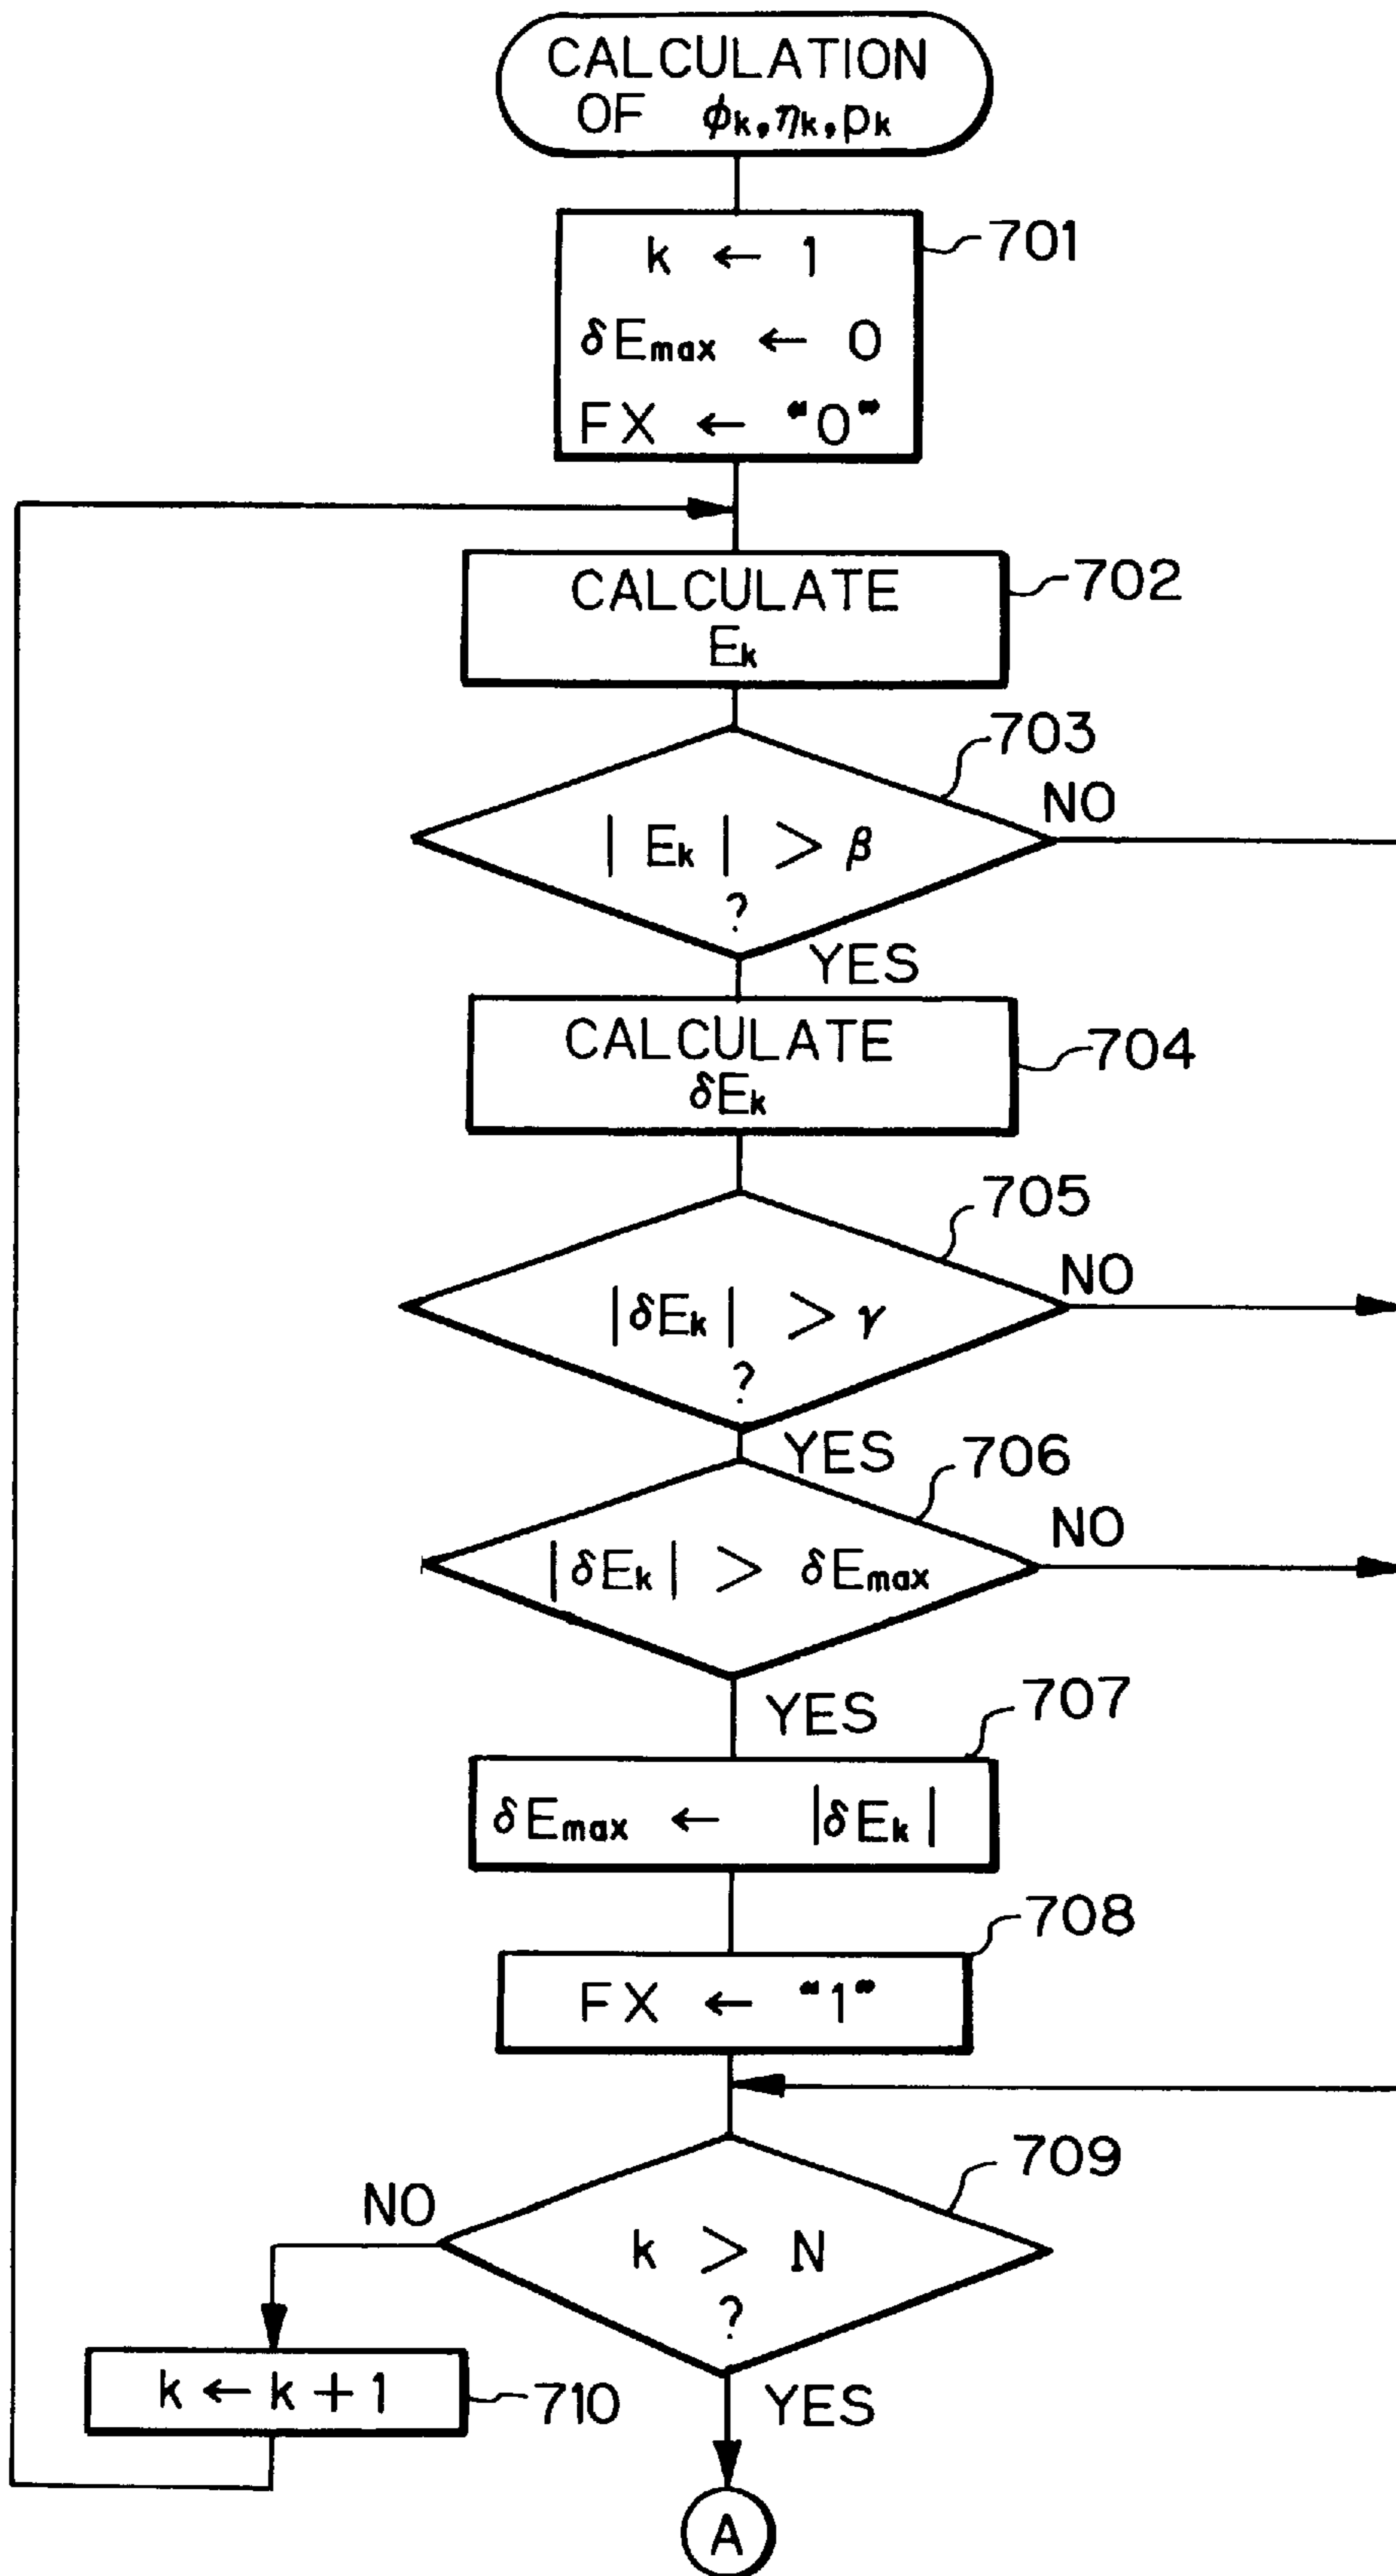 CALCULATION
OF ϕk, ηk, pk
701
k ← 1
δEmax ← 0
FX ← “0”
702
CALCULATE
Ek
703
NO
| Ek | > β
?
YES
CALCULATE
704
δEk
705
NO
|δEk| > γ
?
YES
706
NO
|δEk| > δEmax
707
YES
δEmax ← |δEk|
708
FX ← “1”
709
NO
k > N
?
k ← k + 1
710
YES
A